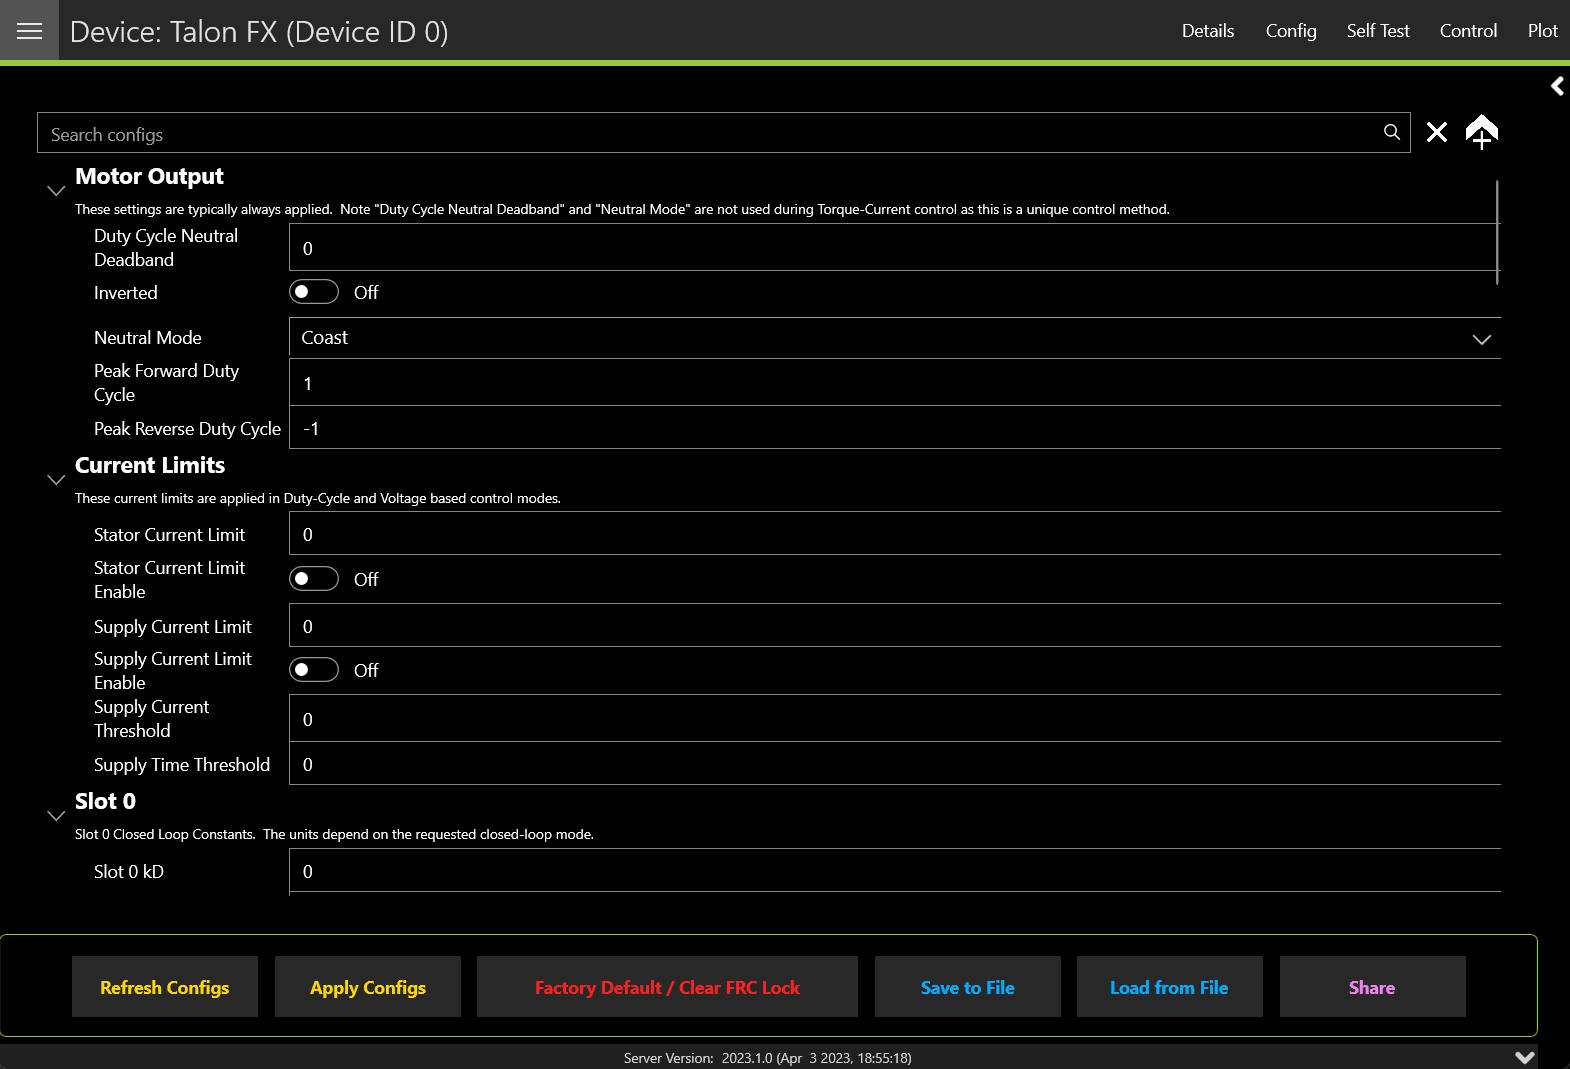 Device: Talon FX (Device ID 0)
Details Config Self Test Control Plot
Search configs
Motor Output
These settings are typically always applied.  Note "Duty Cycle Neutral Deadband" and "Neutral Mode" are not used during Torque-Current control as this is a unique control method.
Duty Cycle Neutral
Deadband
0
Inverted
Off
Neutral Mode
Coast
Peak Forward Duty
Cycle
1
Peak Reverse Duty Cycle
-1
Current Limits
These current limits are applied in Duty-Cycle and Voltage based control modes.
Stator Current Limit
0
Stator Current Limit
Enable
Off
Supply Current Limit
0
Supply Current Limit
Enable
Off
Supply Current
Threshold
0
Supply Time Threshold
0
Slot 0
Slot 0 Closed Loop Constants.  The units depend on the requested closed-loop mode.
Slot 0 kD
0
Refresh Configs
Apply Configs
Factory Default / Clear FRC Lock
Save to File
Load from File
Share
Server Version:  2023.1.0 (Apr  3 2023, 18:55:18)